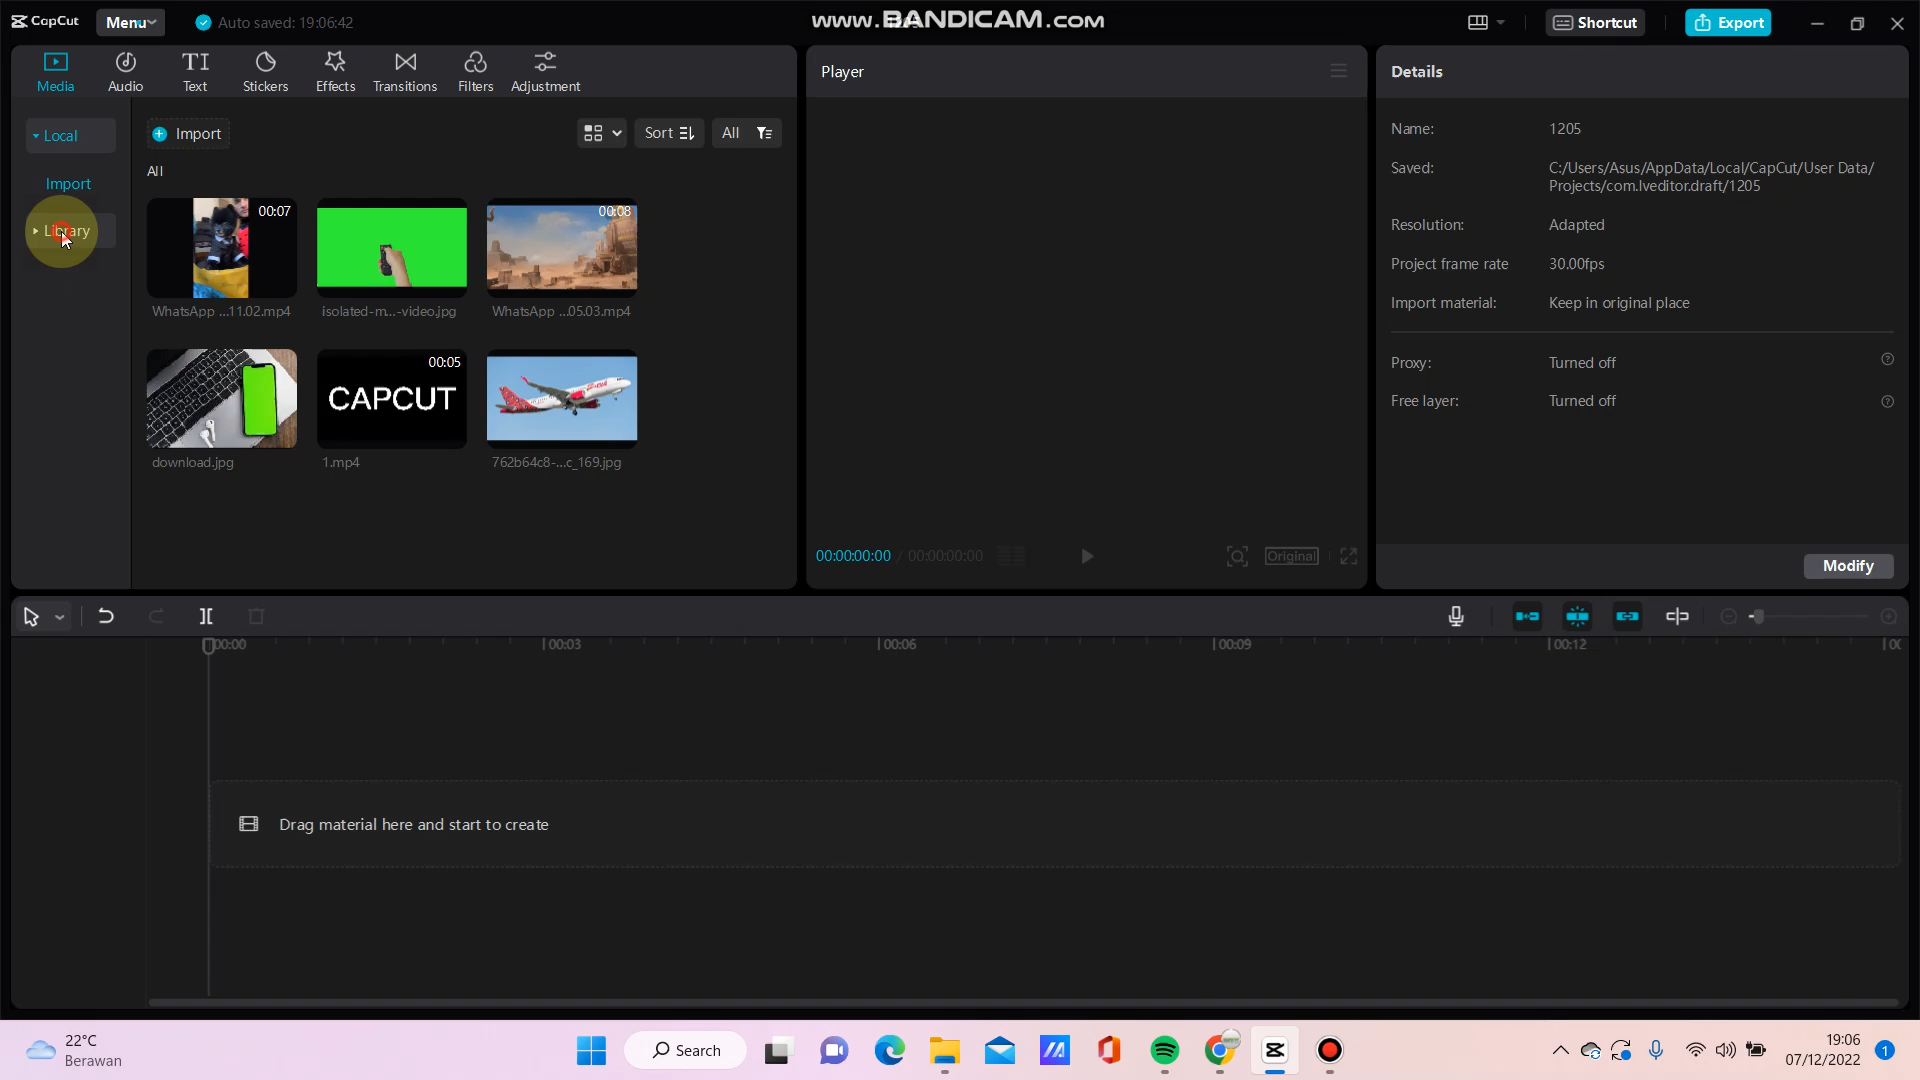 CapCut
Menu
Auto saved: 19:06:42
www.BANDICAM.com
Shortcut
Export
Media
Audio
Text
Stickers
Effects
Transitions
Filters
Adjustment
Player
Details
Local
Import
Library
Import
Sort
All
All
00:07
00:08
WhatsApp ...11.02.mp4
isolated-m...-video.jpg
WhatsApp ...05.03.mp4
00:05
CAPCUT
download.jpg
1.mp4
762b64c8-...c_169.jpg
00:00:00:00 / 00:00:00:00
Original
Name: 1205
Saved: C:/Users/Asus/AppData/Local/CapCut/User Data/
Projects/com.lveditor.draft/1205
Resolution: Adapted
Project frame rate 30.00fps
Import material: Keep in original place
Proxy: Turned off
Free layer: Turned off
Modify
00:00
00:03
00:06
00:09
00:12
Drag material here and start to create
22°C
Berawan
Search
19:06
07/12/2022
1